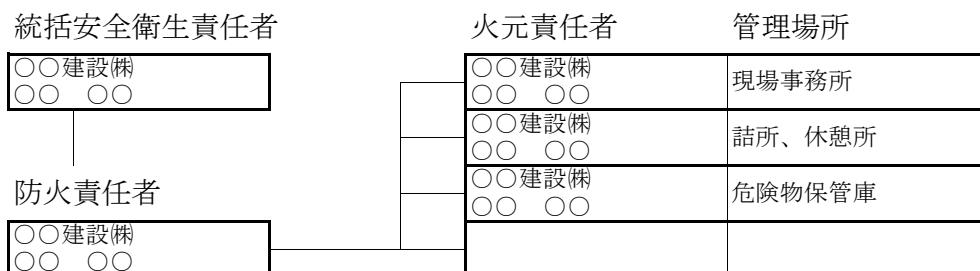 統括安全衛生責任者
○○建設㈱
○○　○○
防火責任者
○○建設㈱
○○　○○
火元責任者 管理場所
○○建設㈱
○○　○○
現場事務所
○○建設㈱
○○　○○
詰所、休憩所
○○建設㈱
○○　○○
危険物保管庫